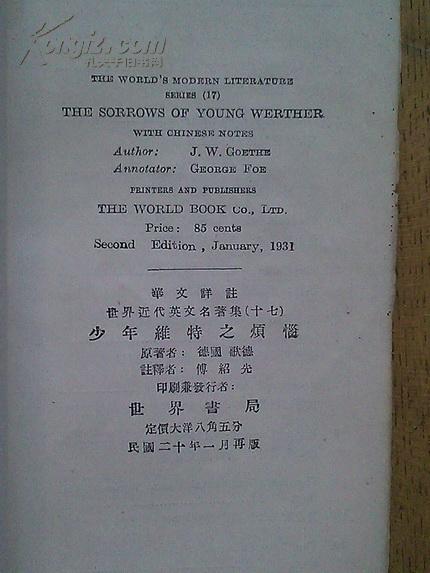 Kongfz.com
孔夫子旧书网
THE WORLD'S MODERN LITERATURE
SERIES (17)
THE SORROWS OF YOUNG WERTHER
WITH CHINESE NOTES
Author: J. W. GOETHE
Annotator: GEORGE FOE
PRINTERS AND PUBLISHERS
THE WORLD BOOK CO., LTD.
Price: 85 cents
Second Edition, January, 1931
華文詳註
世界近代英文名著集(十七)
少年維特之煩惱
原著者: 德國 歌德
註釋者: 傅紹先
印刷兼發行者:
世界書局
定價大洋八角五分
民國二十年一月再版